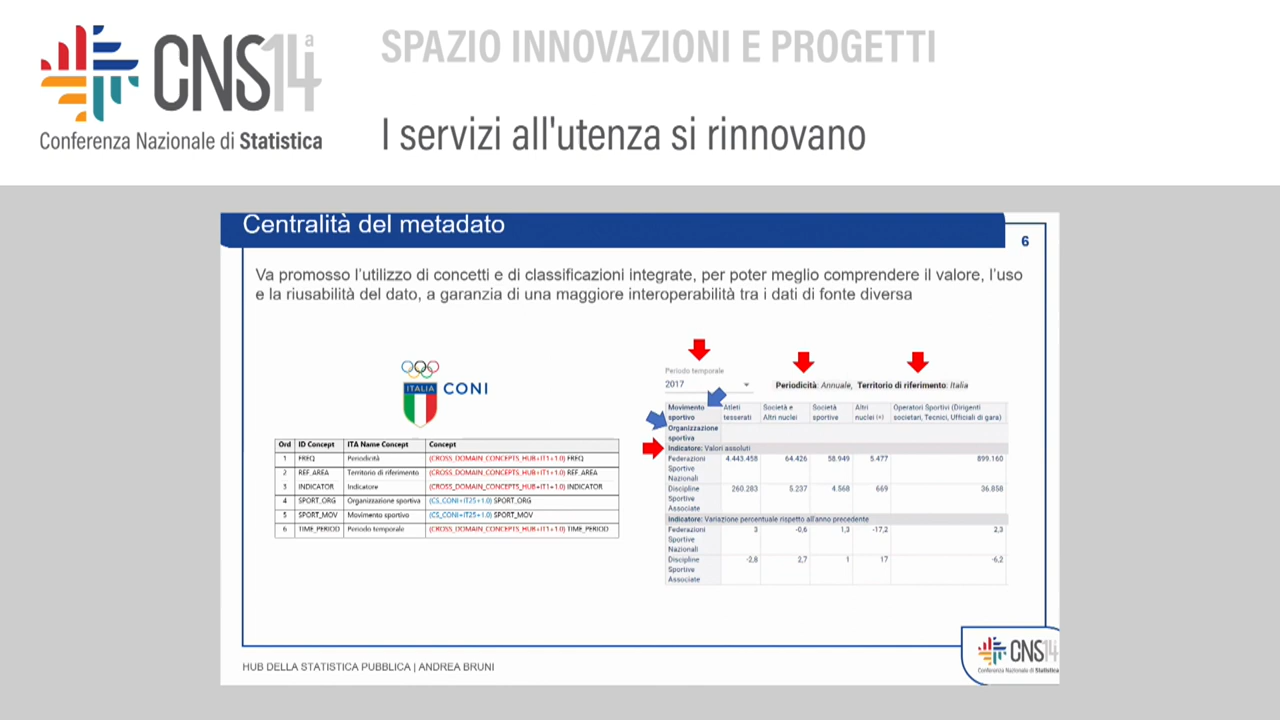 CNS14ª
Conferenza Nazionale di Statistica
SPAZIO INNOVAZIONI E PROGETTI
I servizi all'utenza si rinnovano
Centralità del metadato
6
Va promosso l'utilizzo di concetti e di classificazioni integrate, per poter meglio comprendere il valore, l'uso
e la riusabilità del dato, a garanzia di una maggiore interoperabilità tra i dati di fonte diversa
ITALIA
CONI
Ord ID Concept ITA Name Concept Concept
1 FREQ Periodicità (CROSS_DOMAIN_CONCEPTS_HUB+IT1+1.0) FREQ
2 REF_AREA Territorio di riferimento (CROSS_DOMAIN_CONCEPTS_HUB+IT1+1.0) REF_AREA
3 INDICATOR Indicatore (CROSS_DOMAIN_CONCEPTS_HUB+IT1+1.0) INDICATOR
4 SPORT_ORG Organizzazione sportiva (CS_CONI+IT25+1.0) SPORT_ORG
5 SPORT_MOV Movimento sportivo (CS_CONI+IT25+1.0) SPORT_MOV
6 TIME_PERIOD Periodo temporale (CROSS_DOMAIN_CONCEPTS_HUB+IT1+1.0) TIME_PERIOD
Periodo temporale
2017
Periodicità: Annuale, Territorio di riferimento: Italia
Movimento Atleti Società e Società Altri Operatori Sportivi (Dirigenti
sportivo tesserati Altri nuclei sportive nuclei (*) societari, Tecnici, Ufficiali di gara)
Organizzazione
sportiva
Indicatore: Valori assoluti
Federazioni 4.443.458 64.426 58.949 5.477 899.160
Sportive
Nazionali
Discipline 260.283 5.237 4.568 669 36.858
Sportive
Associate
Indicatore: Variazione percentuale rispetto all'anno precedente
Federazioni 3 -0,6 1,3 -17,2 2,3
Sportive
Nazionali
Discipline -2,8 2,7 1 17 -6,2
Sportive
Associate
HUB DELLA STATISTICA PUBBLICA | ANDREA BRUNI
CNS14
Conferenza Nazionale di Statistica